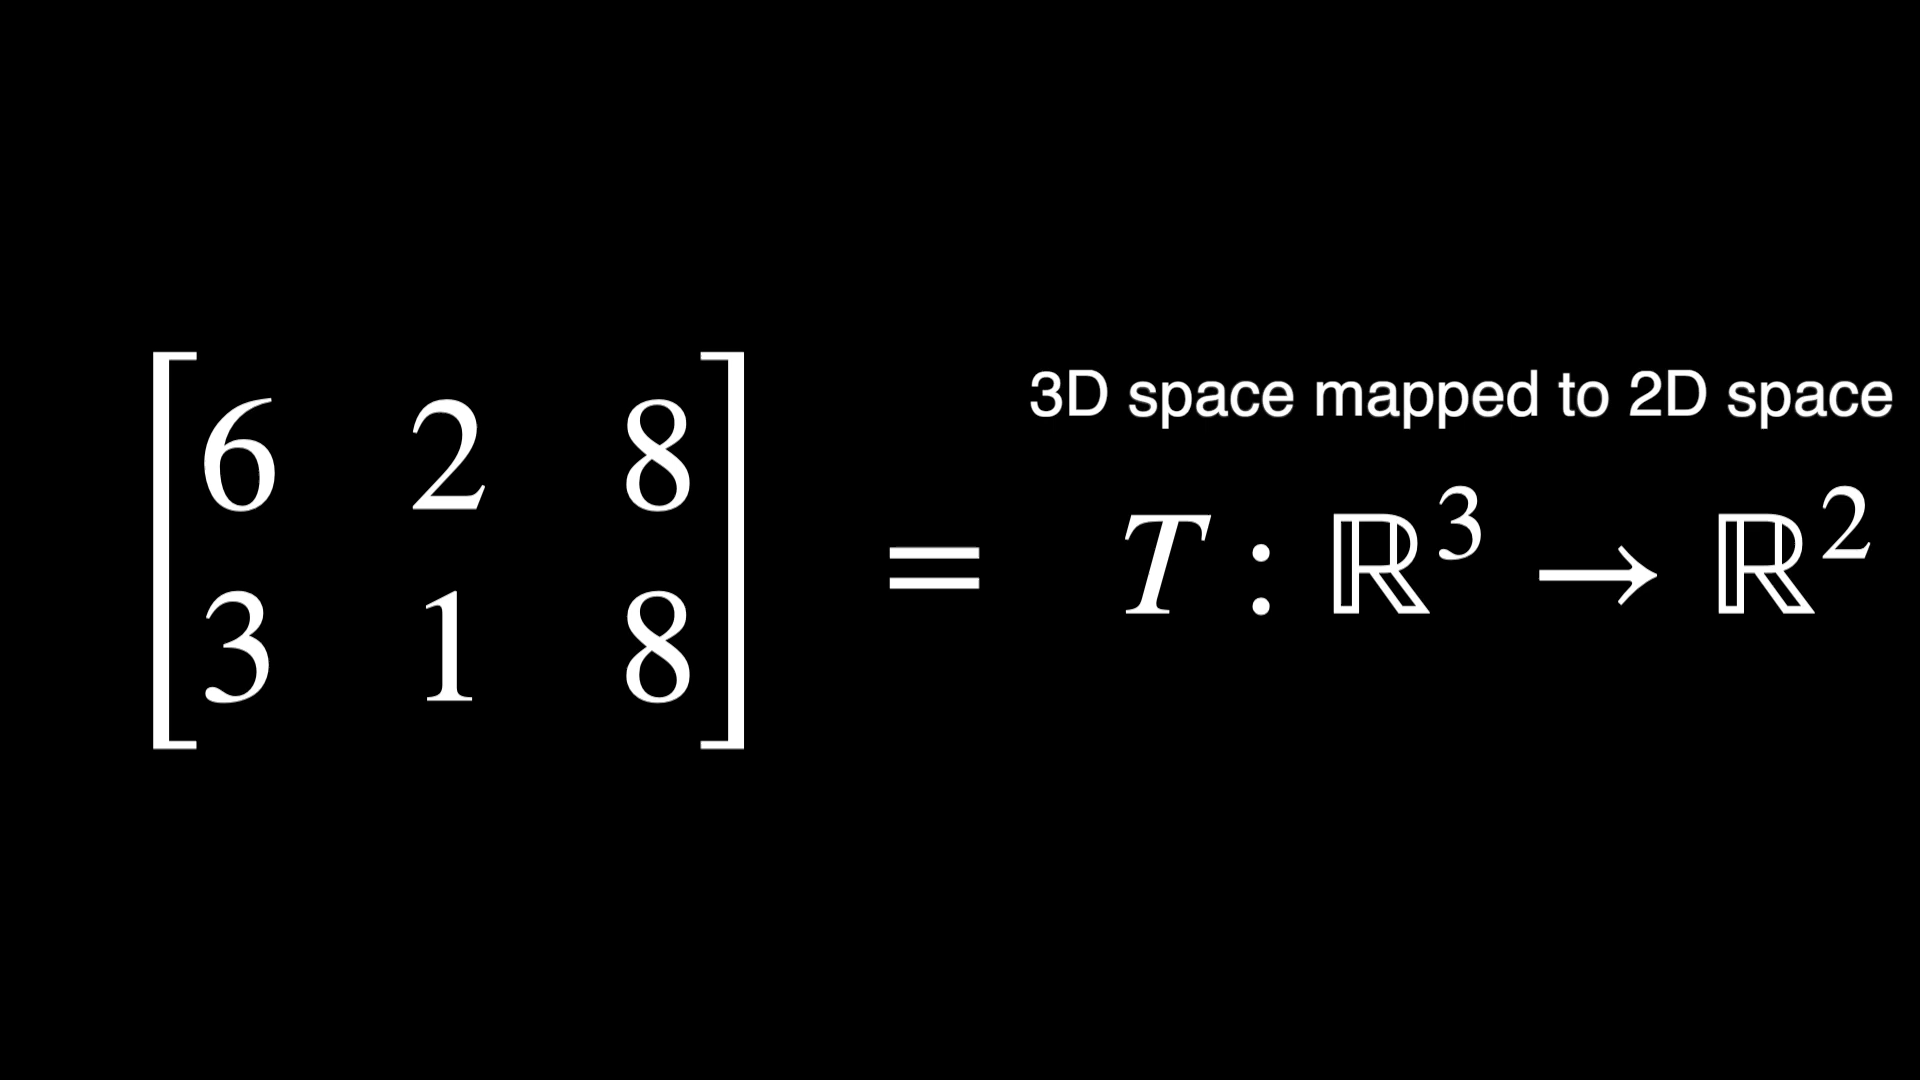 3D space mapped to 2D space
[6 2 8
3 1 8]
= T : ℝ³ → ℝ²